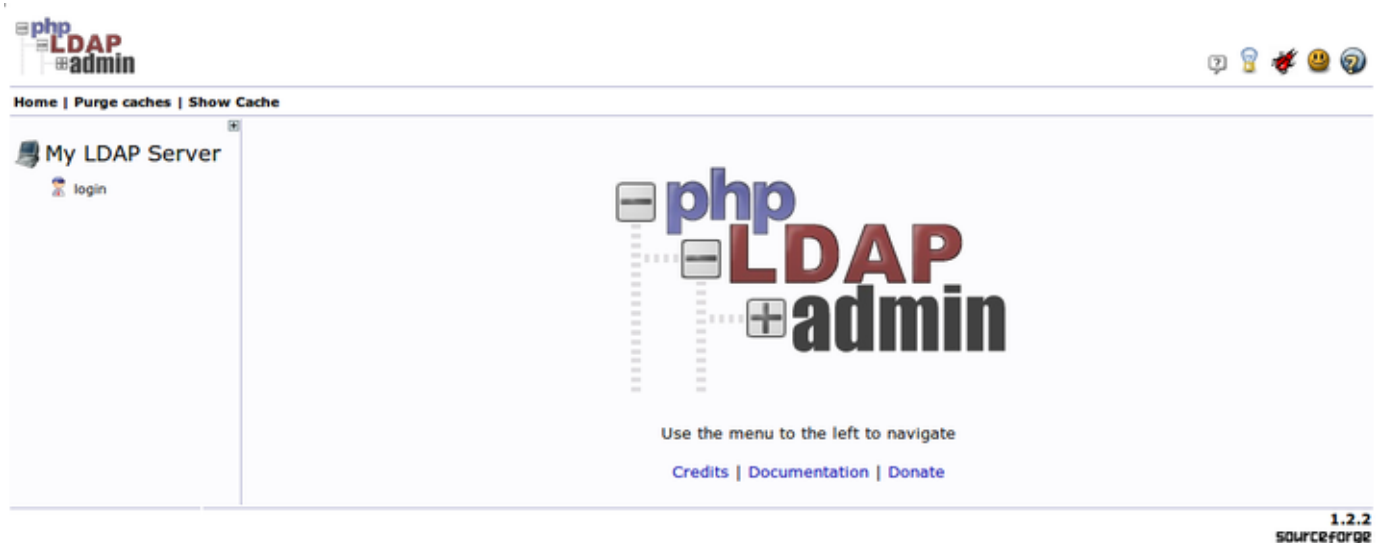 php
LDAP
admin
Home | Purge caches | Show Cache
My LDAP Server
login
php
LDAP
admin
Use the menu to the left to navigate
Credits | Documentation | Donate
1.2.2
sourceforge